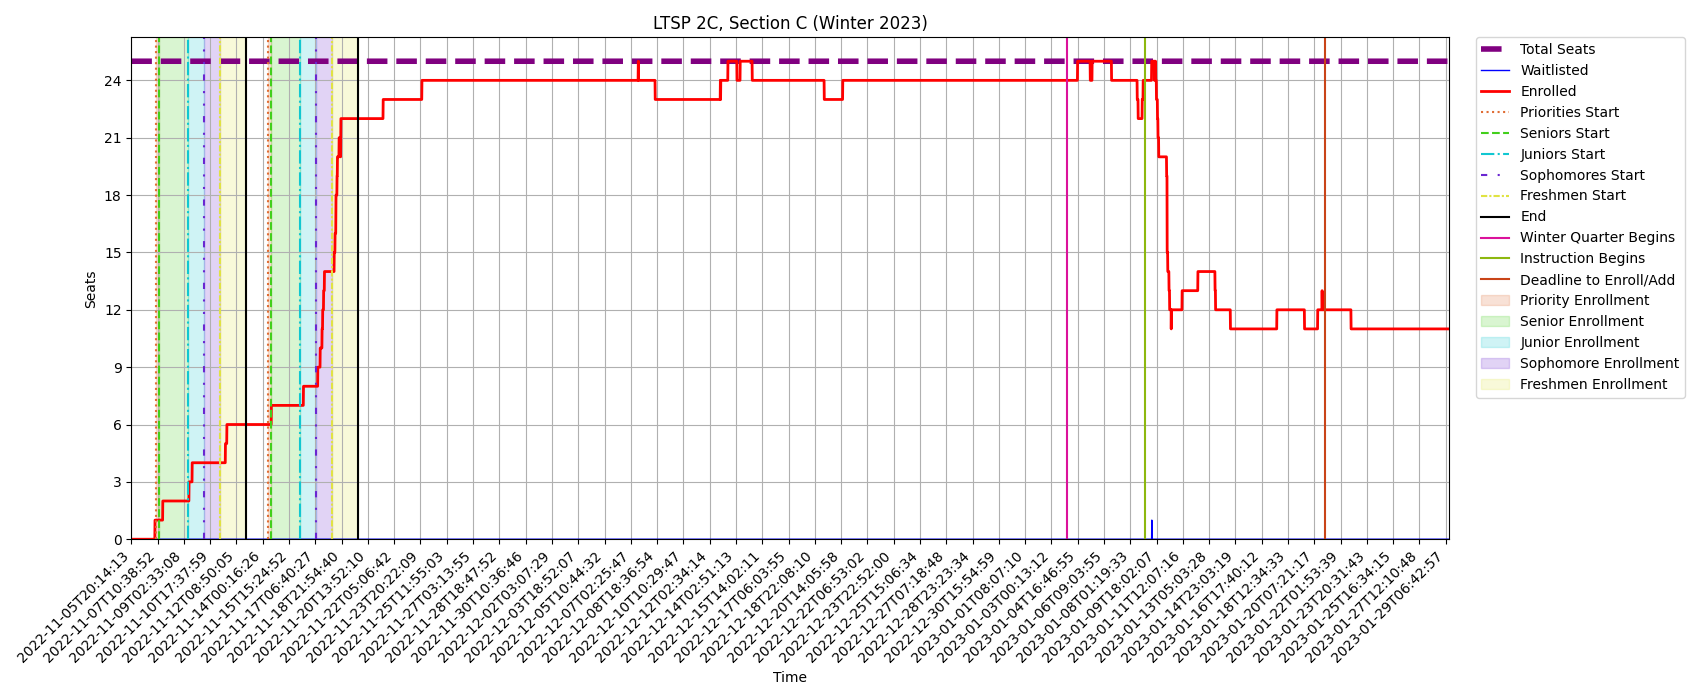 LTSP 2C, Section C (Winter 2023)
Seats
24
21
18
15
12
9
6
3
0
2022-11-05T20:14:13
2022-11-07T10:38:52
2022-11-09T02:33:08
2022-11-10T17:37:59
2022-11-12T08:50:05
2022-11-14T00:16:26
2022-11-15T15:24:52
2022-11-17T06:40:27
2022-11-18T21:54:40
2022-11-20T13:52:10
2022-11-22T05:06:42
2022-11-23T20:22:09
2022-11-25T11:55:03
2022-11-27T03:13:55
2022-11-28T18:47:52
2022-11-30T10:36:46
2022-12-02T03:07:29
2022-12-03T18:52:07
2022-12-05T10:44:32
2022-12-07T02:25:47
2022-12-08T18:36:54
2022-12-10T10:29:47
2022-12-12T02:34:14
2022-12-14T02:51:13
2022-12-15T14:02:11
2022-12-17T06:03:55
2022-12-18T22:08:10
2022-12-20T14:05:58
2022-12-22T06:53:02
2022-12-23T22:52:00
2022-12-25T15:06:34
2022-12-27T07:18:48
2022-12-28T23:23:34
2022-12-30T15:54:59
2023-01-01T08:07:10
2023-01-03T00:13:12
2023-01-04T16:46:55
2023-01-06T09:03:55
2023-01-08T01:19:33
2023-01-09T18:02:07
2023-01-11T12:07:16
2023-01-13T05:03:28
2023-01-14T23:03:19
2023-01-16T17:40:12
2023-01-18T12:34:33
2023-01-20T07:21:17
2023-01-22T01:53:39
2023-01-23T20:31:43
2023-01-25T16:34:15
2023-01-27T12:10:48
2023-01-29T06:42:57
Time
Total Seats
Waitlisted
Enrolled
Priorities Start
Seniors Start
Juniors Start
Sophomores Start
Freshmen Start
End
Winter Quarter Begins
Instruction Begins
Deadline to Enroll/Add
Priority Enrollment
Senior Enrollment
Junior Enrollment
Sophomore Enrollment
Freshmen Enrollment